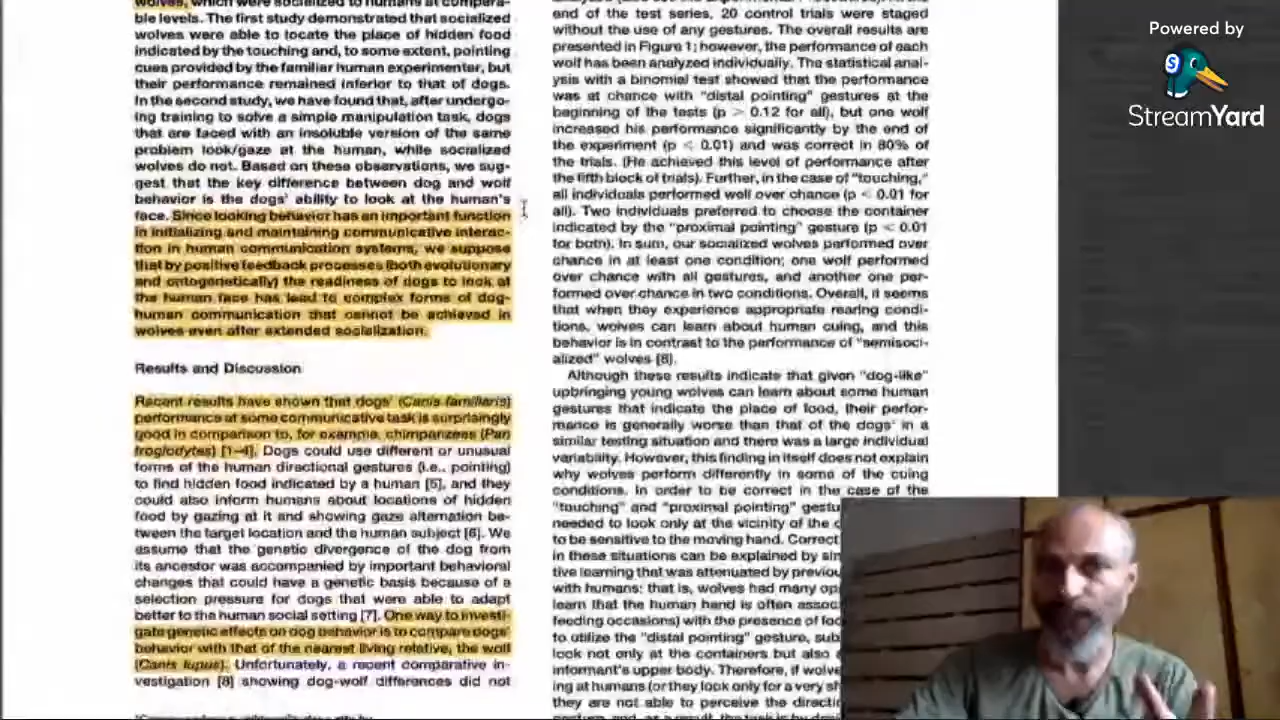 wolves, which were socialized to humans at compara-
ble levels. The first study demonstrated that socialized
wolves were able to locate the place of hidden food
indicated by the touching and, to some extent, pointing
cues provided by the familiar human experimenter, but
their performance remained inferior to that of dogs.
In the second study, we have found that, after undergo-
ing training to solve a simple manipulation task, dogs
that are faced with an insoluble version of the same
problem look/gaze at the human, while socialized
wolves do not. Based on these observations, we sug-
gest that the key difference between dog and wolf
behavior is the dogs' ability to look at the human's
face. Since looking behavior has an important function
in initializing and maintaining communicative interac-
tion in human communication systems, we suppose
that by positive feedback processes (both evolutionary
and ontogenetically) the readiness of dogs to look at
the human face has lead to complex forms of dog-
human communication that cannot be achieved in
wolves even after extended socialization.
Results and Discussion
Recent results have shown that dogs' (Canis familiaris)
performance at some communicative task is surprisingly
good in comparison to, for example, chimpanzees (Pan
troglodytes) [1–4]. Dogs could use different or unusual
forms of the human directional gestures (i.e., pointing)
to find hidden food indicated by a human [5], and they
could also inform humans about locations of hidden
food by gazing at it and showing gaze alternation be-
tween the target location and the human subject [6]. We
assume that the genetic divergence of the dog from
its ancestor was accompanied by important behavioral
changes that could have a genetic basis because of a
selection pressure for dogs that were able to adapt
better to the human social setting [7]. One way to investi-
gate genetic effects on dog behavior is to compare dogs'
behavior with that of the nearest living relative, the wolf
(Canis lupus). Unfortunately, a recent comparative in-
vestigation [8] showing dog-wolf differences did not
end of the test series, 20 control trials were staged
without the use of any gestures. The overall results are
presented in Figure 1; however, the performance of each
wolf has been analyzed individually. The statistical anal-
ysis with a binomial test showed that the performance
was at chance with "distal pointing" gestures at the
beginning of the tests (p > 0.12 for all), but one wolf
increased his performance significantly by the end of
the experiment (p < 0.01) and was correct in 80% of
the trials. (He achieved this level of performance after
the fifth block of trials). Further, in the case of "touching,"
all individuals performed well over chance (p < 0.01 for
all). Two individuals preferred to choose the container
indicated by the "proximal pointing" gesture (p < 0.01
for both). In sum, our socialized wolves performed over
chance in at least one condition; one wolf performed
over chance with all gestures, and another one per-
formed over chance in two conditions. Overall, it seems
that when they experience appropriate rearing condi-
tions, wolves can learn about human cuing, and this
behavior is in contrast to the performance of "semisoci-
alized" wolves [8].
Although these results indicate that given "dog-like"
upbringing young wolves can learn about some human
gestures that indicate the place of food, their perfor-
mance is generally worse than that of the dogs' in a
similar testing situation and there was a large individual
variability. However, this finding in itself does not explain
why wolves perform differently in some of the cuing
conditions. In order to be correct in the case of the
"touching" and "proximal pointing"
needed to look only at the vicinity of the
to be sensitive to the moving hand. Correct
in these situations can be explained by
tive learning that was attenuated by
with humans; that is, wolves had many
learn that the human hand is often
feeding occasions) with the presence of
to utilize the "distal pointing" gesture,
look not only at the containers but also
informant's upper body. Therefore, if
ing at humans (or they look only for a very
they are not able to perceive the
Powered by
StreamYard